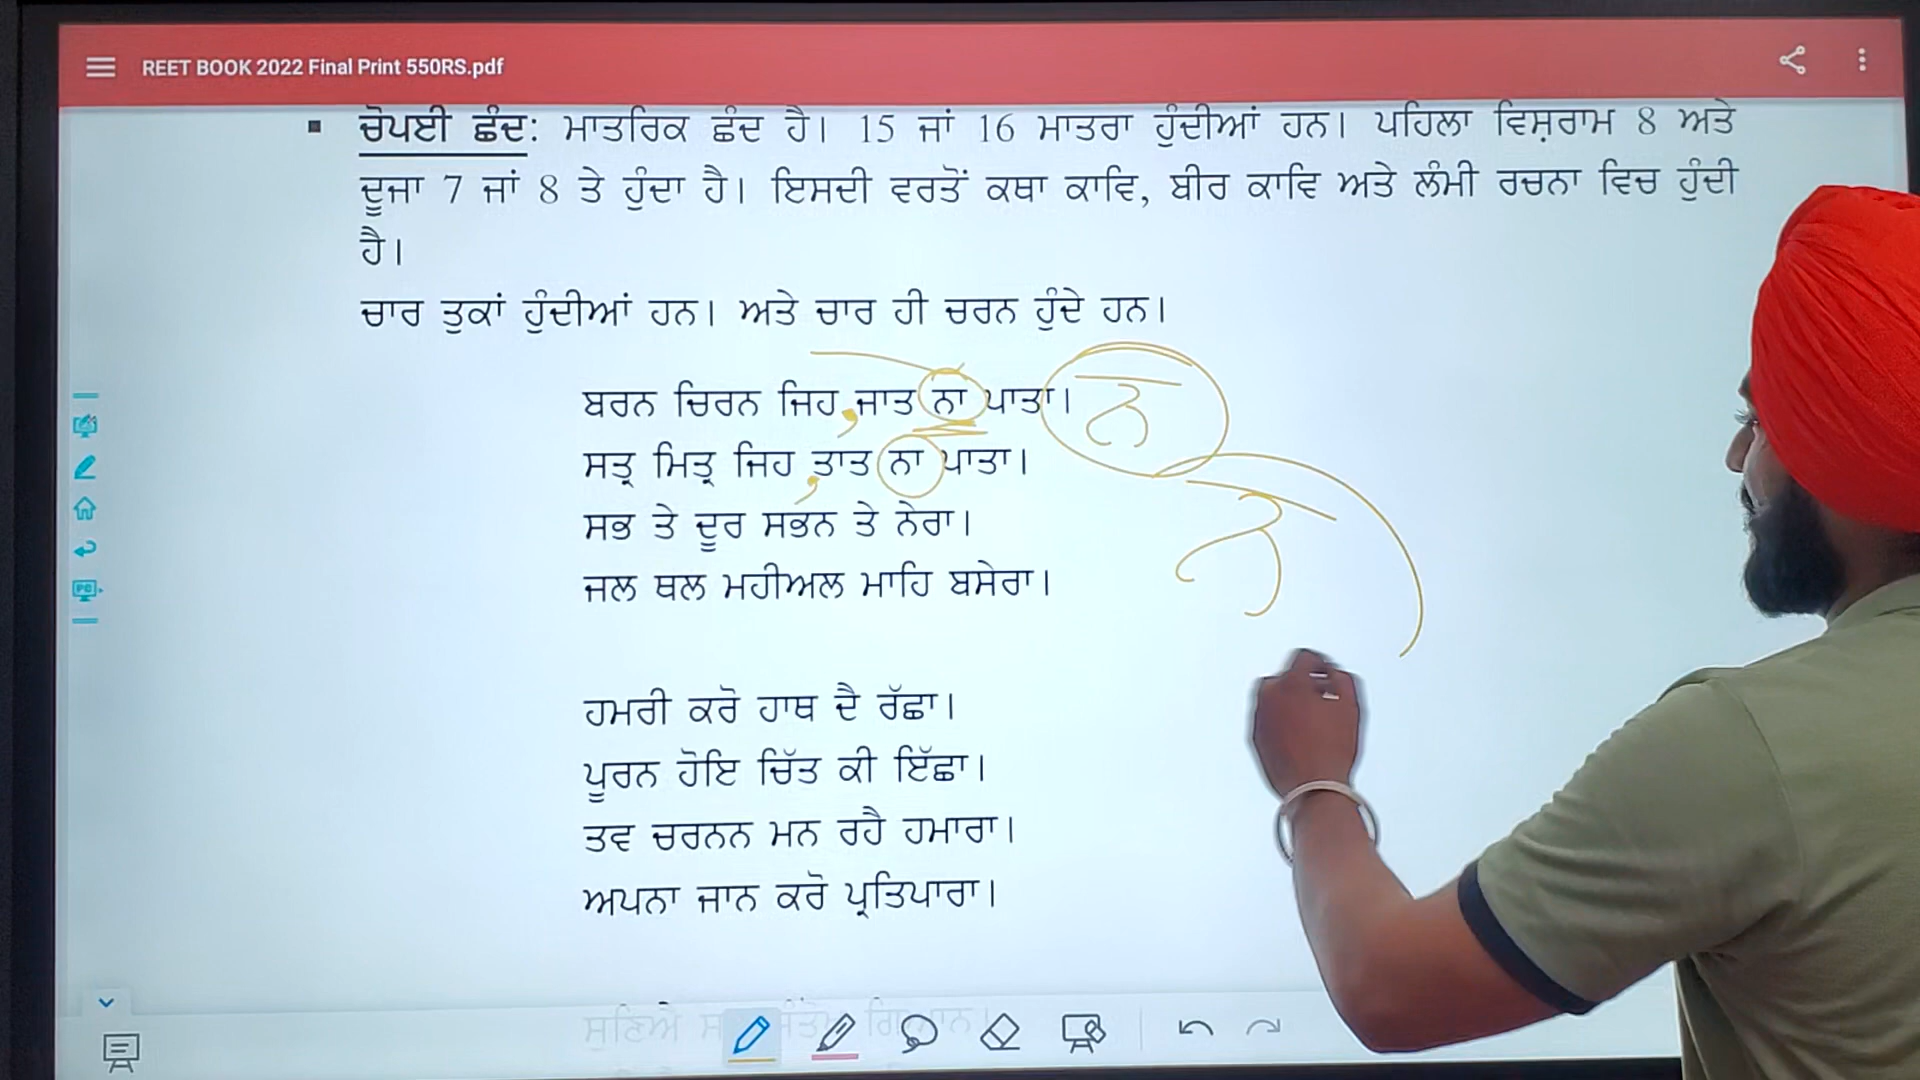 REET BOOK 2022 Final Print 550RS.pdf
▪ ਚੋਪਈ ਛੰਦ: ਮਾਤਰਿਕ ਛੰਦ ਹੈ। 15 ਜਾਂ 16 ਮਾਤਰਾ ਹੁੰਦੀਆਂ ਹਨ। ਪਹਿਲਾ ਵਿਸ਼ਰਾਮ 8 ਅਤੇ
ਦੂਜਾ 7 ਜਾਂ 8 ਤੇ ਹੁੰਦਾ ਹੈ। ਇਸਦੀ ਵਰਤੋਂ ਕਥਾ ਕਾਵਿ, ਬੀਰ ਕਾਵਿ ਅਤੇ ਲੰਮੀ ਰਚਨਾ ਵਿਚ ਹੁੰਦੀ
ਹੈ।
ਚਾਰ ਤੁਕਾਂ ਹੁੰਦੀਆਂ ਹਨ। ਅਤੇ ਚਾਰ ਹੀ ਚਰਨ ਹੁੰਦੇ ਹਨ।
ਬਰਨ ਚਿਰਨ ਜਿਹ, ਜਾਤ ਨਾ ਪਾਤਾ। ਨ
ਸਤ੍ਰ ਮਿਤ੍ਰ ਜਿਹ, ਤਾਤ ਨਾ ਪਾਤਾ।
ਸਭ ਤੇ ਦੂਰ ਸਭਨ ਤੇ ਨੇਰਾ। ਨ
ਜਲ ਥਲ ਮਹੀਅਲ ਮਾਹਿ ਬਸੇਰਾ।
ਹਮਰੀ ਕਰੋ ਹਾਥ ਦੈ ਰੱਛਾ।
ਪੂਰਨ ਹੋਇ ਚਿੱਤ ਕੀ ਇੱਛਾ।
ਤਵ ਚਰਨਨ ਮਨ ਰਹੈ ਹਮਾਰਾ।
ਅਪਨਾ ਜਾਨ ਕਰੋ ਪ੍ਰਤਿਪਾਰਾ।
ਸੁਣਿਐ